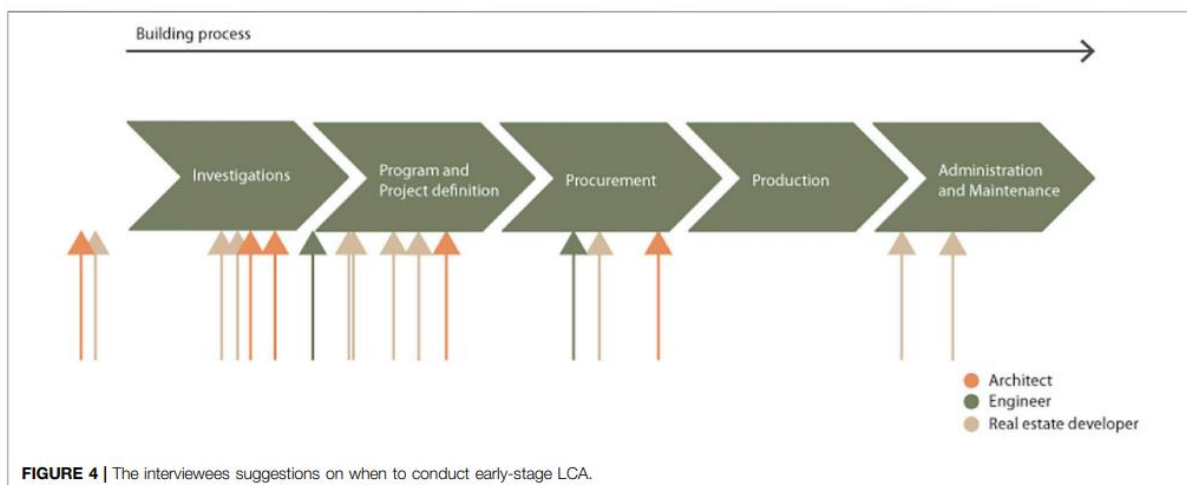 Building process
Investigations
Program and
Project definition
Procurement
Production
Administration
and Maintenance
Architect
Engineer
Real estate developer
FIGURE 4 | The interviewees suggestions on when to conduct early-stage LCA.